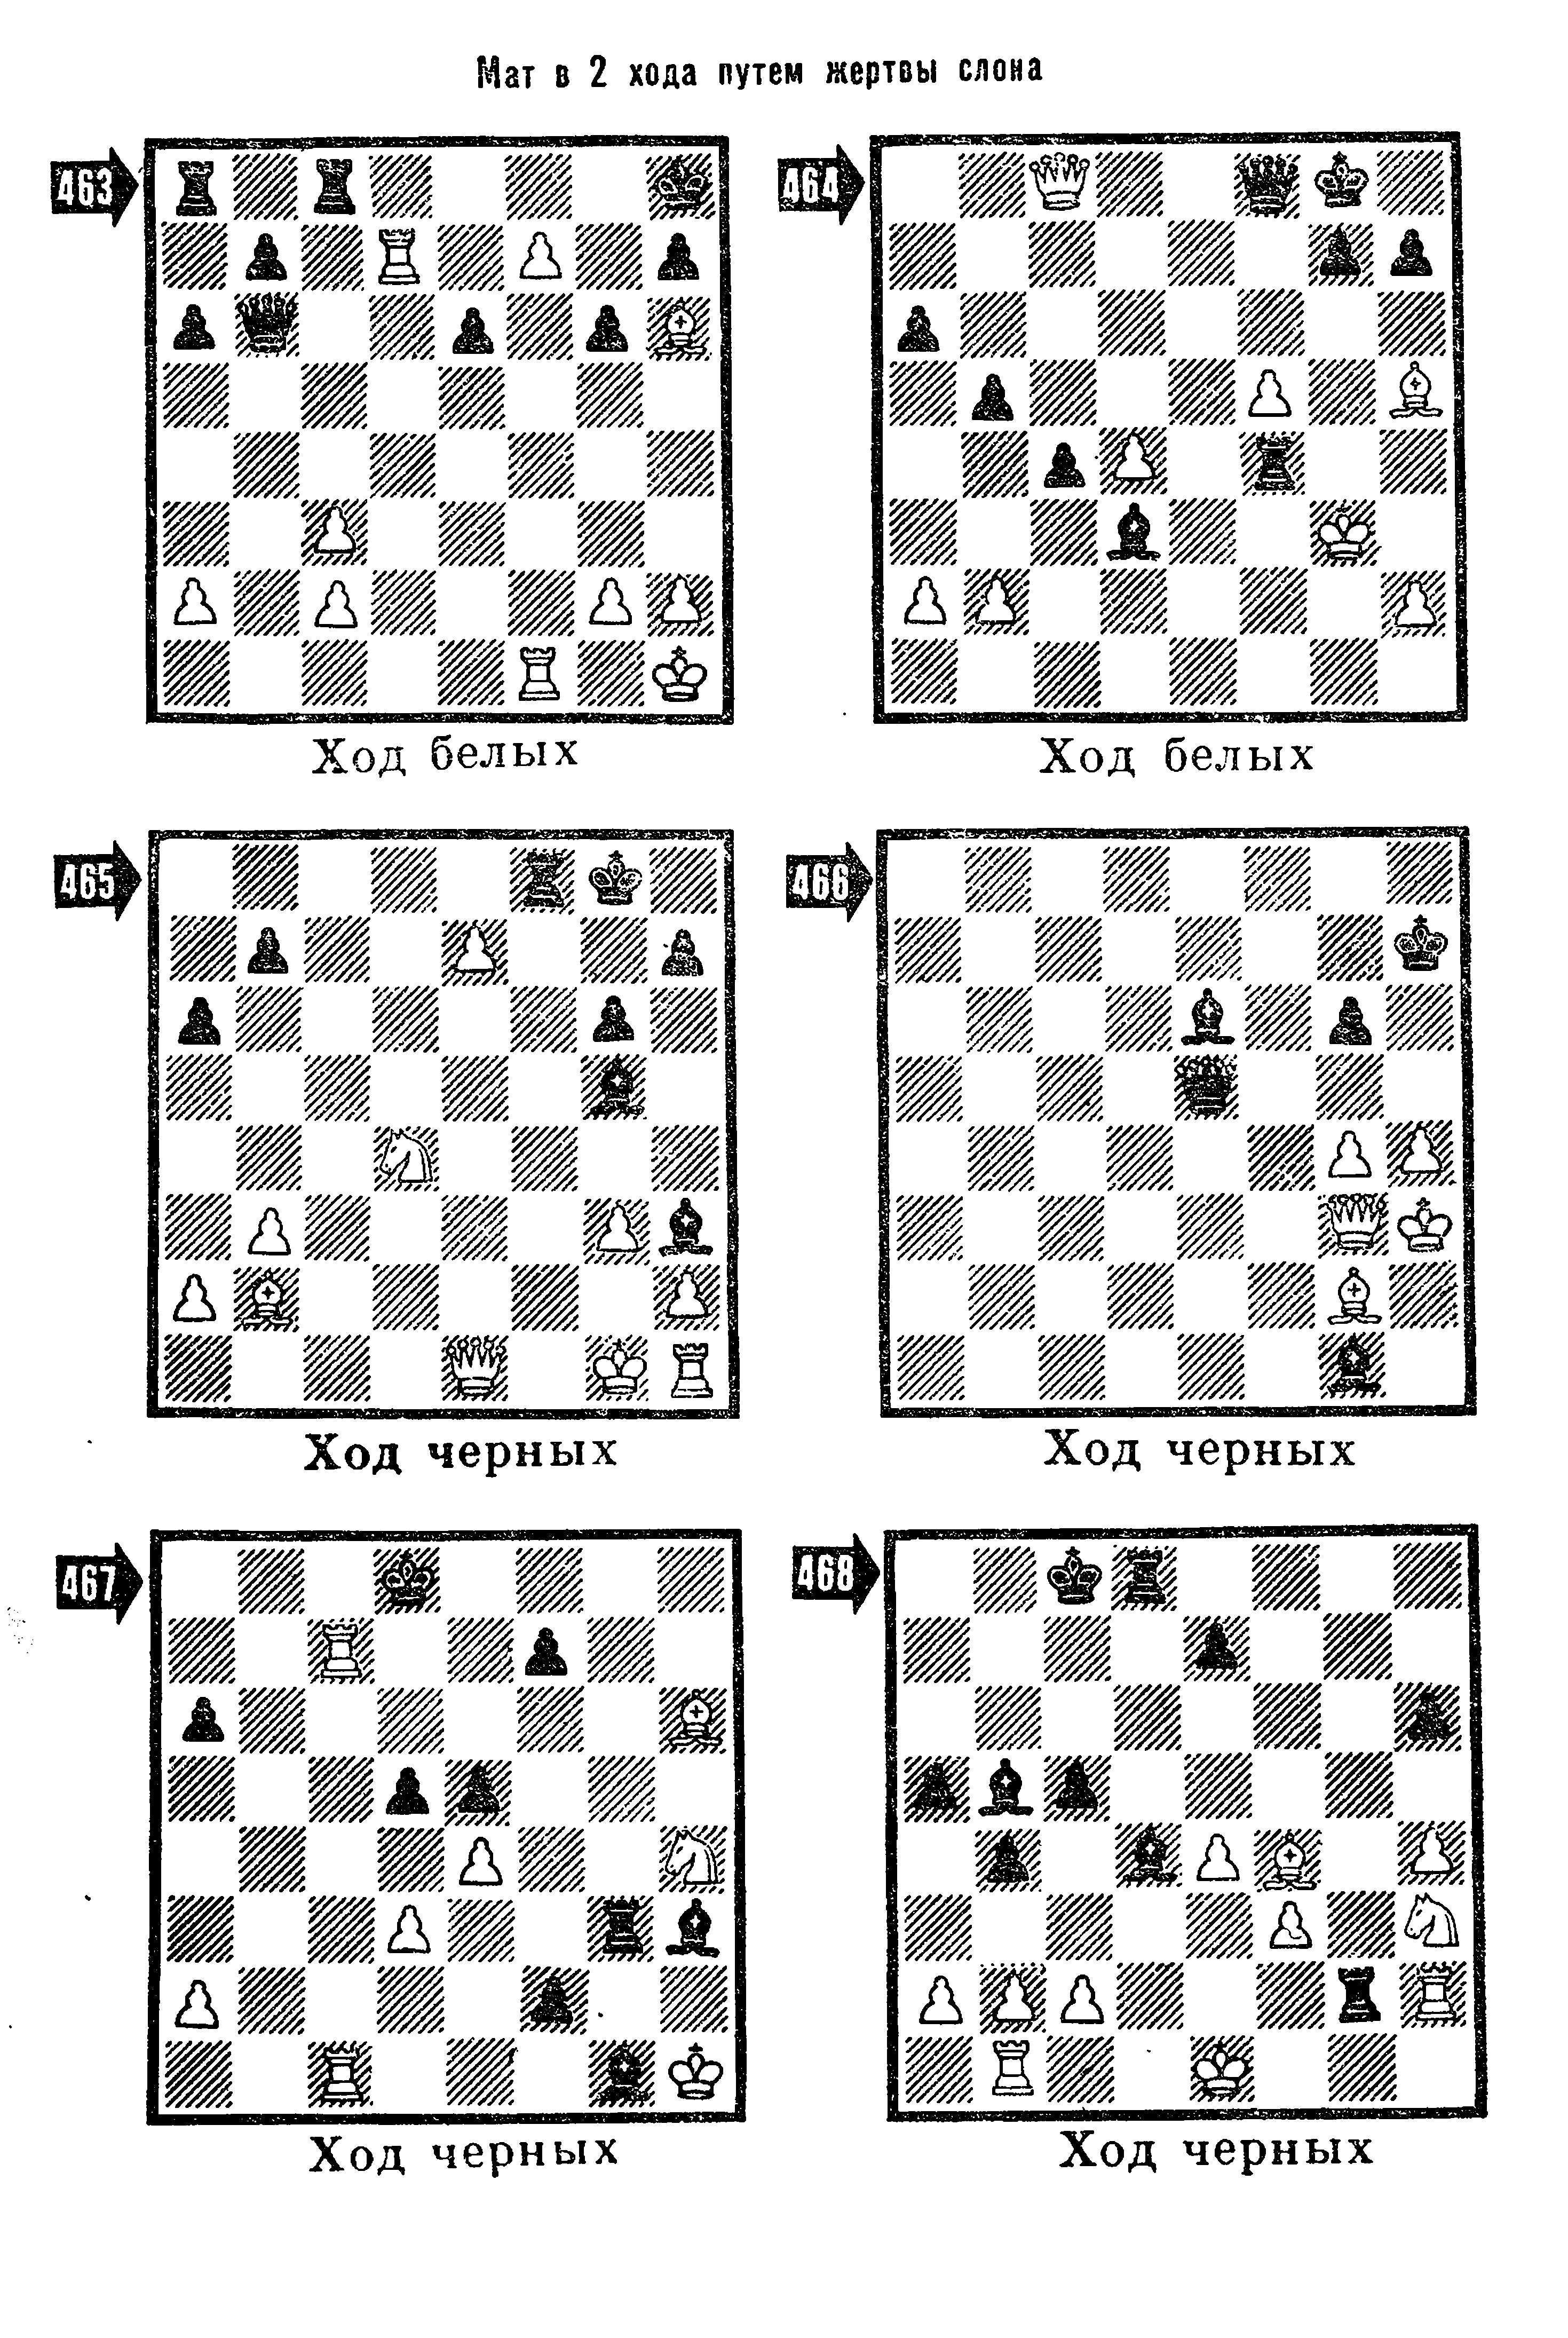 Мат в 2 хода путем жертвы слона
463
464
Ход белых
Ход белых
465
466
Ход черных
Ход черных
467
468
Ход черных
Ход черных